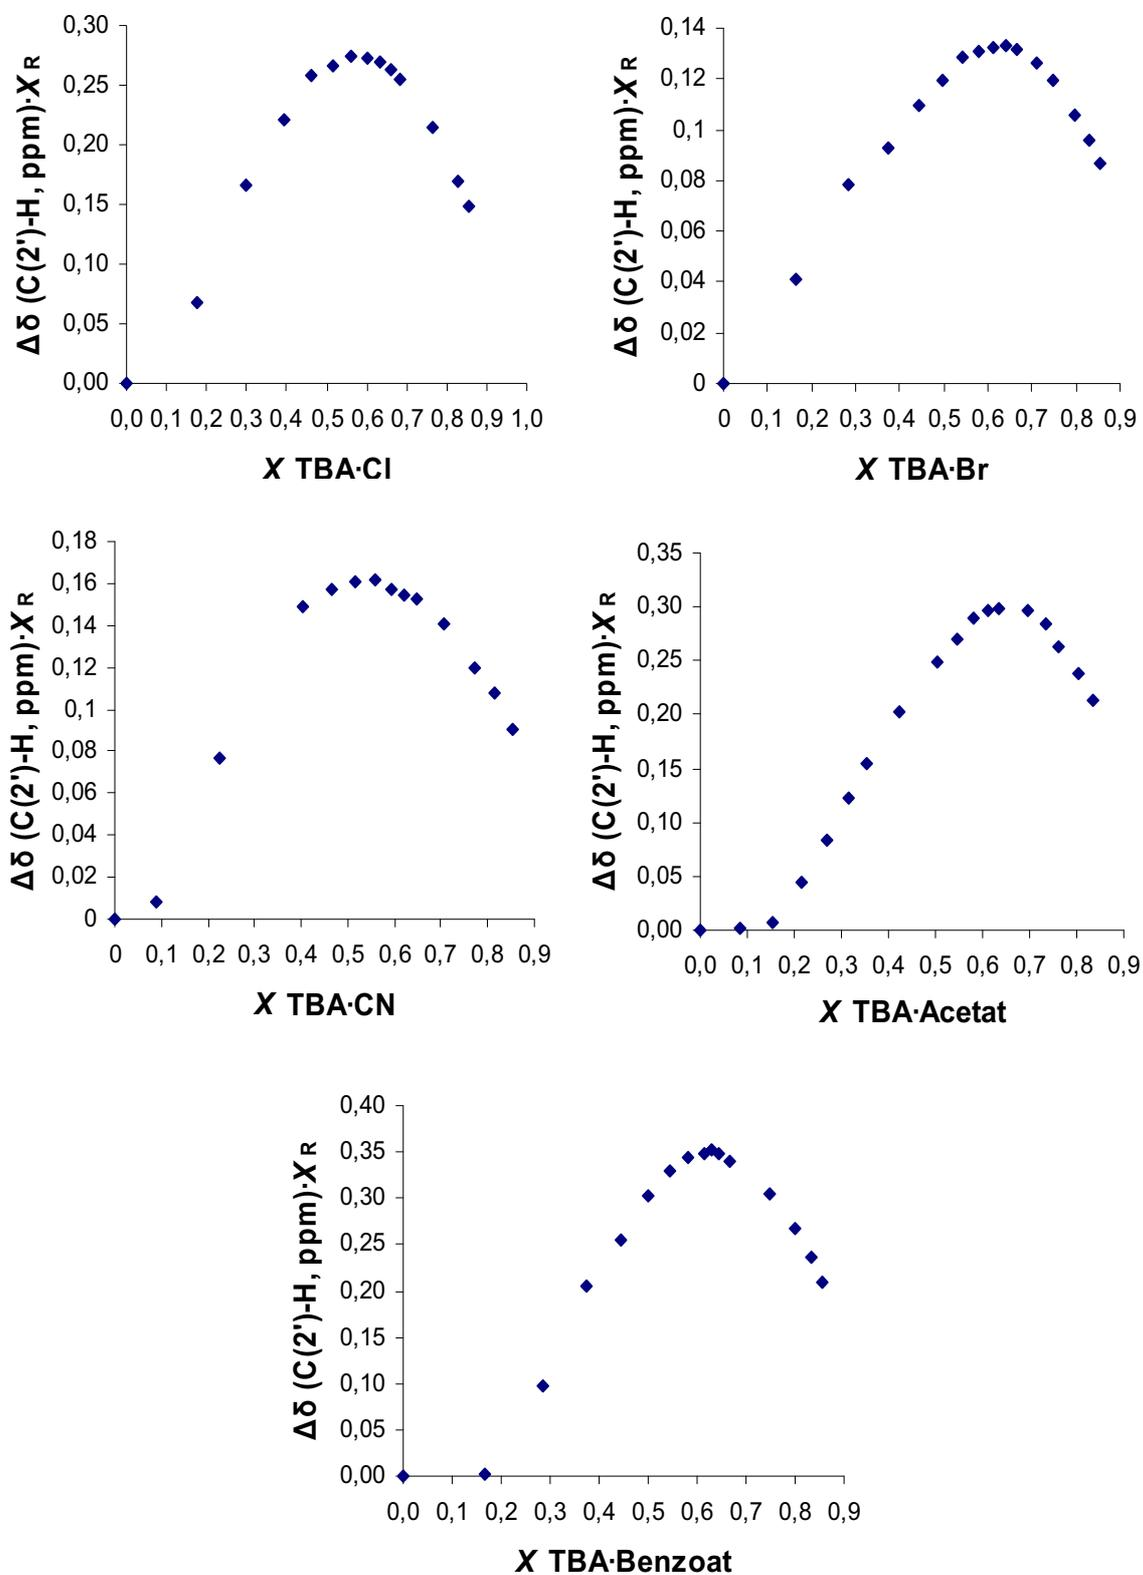 Δδ (C(2')-H, ppm)·X R
0,30
0,25
0,20
0,15
0,10
0,05
0,00
0,0 0,1 0,2 0,3 0,4 0,5 0,6 0,7 0,8 0,9 1,0
X TBA·Cl
Δδ (C(2')-H, ppm)·X R
0,14
0,12
0,1
0,08
0,06
0,04
0,02
0
0 0,1 0,2 0,3 0,4 0,5 0,6 0,7 0,8 0,9
X TBA·Br
Δδ (C(2')-H, ppm)·X R
0,18
0,16
0,14
0,12
0,1
0,08
0,06
0,04
0,02
0
0 0,1 0,2 0,3 0,4 0,5 0,6 0,7 0,8 0,9
X TBA·CN
Δδ (C(2')-H, ppm)·X R
0,35
0,30
0,25
0,20
0,15
0,10
0,05
0,00
0,0 0,1 0,2 0,3 0,4 0,5 0,6 0,7 0,8 0,9
X TBA·Acetat
Δδ (C(2')-H, ppm)·X R
0,40
0,35
0,30
0,25
0,20
0,15
0,10
0,05
0,00
0,0 0,1 0,2 0,3 0,4 0,5 0,6 0,7 0,8 0,9
X TBA·Benzoat